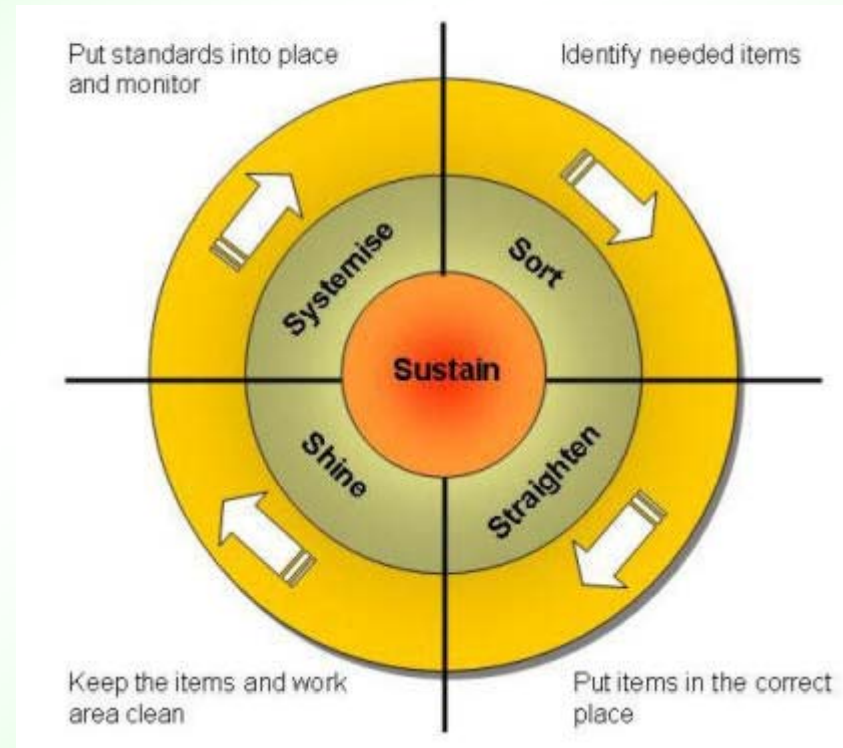 Put standards into place
and monitor
Identify needed items
Systemise
Sort
Sustain
Shine
Straighten
Keep the items and work
area clean
Put items in the correct
place